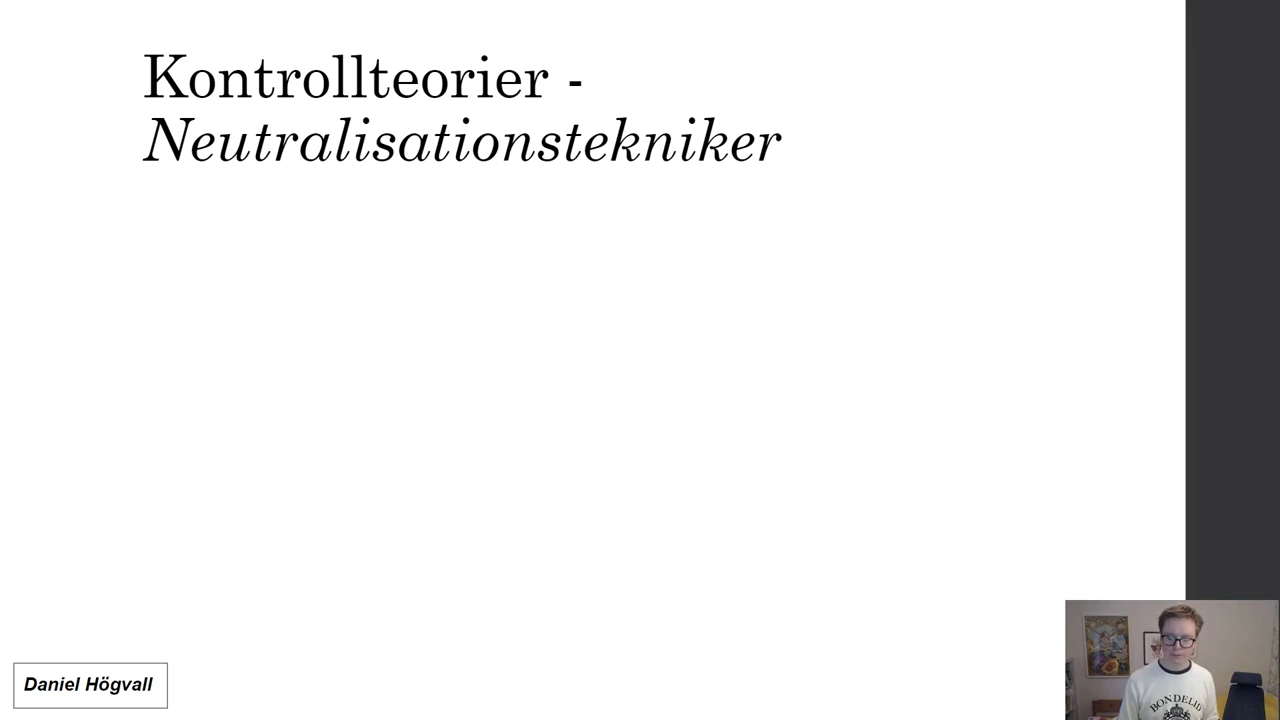 Kontrollteorier -
Neutralisationstekniker
Daniel Högvall
BONDELID